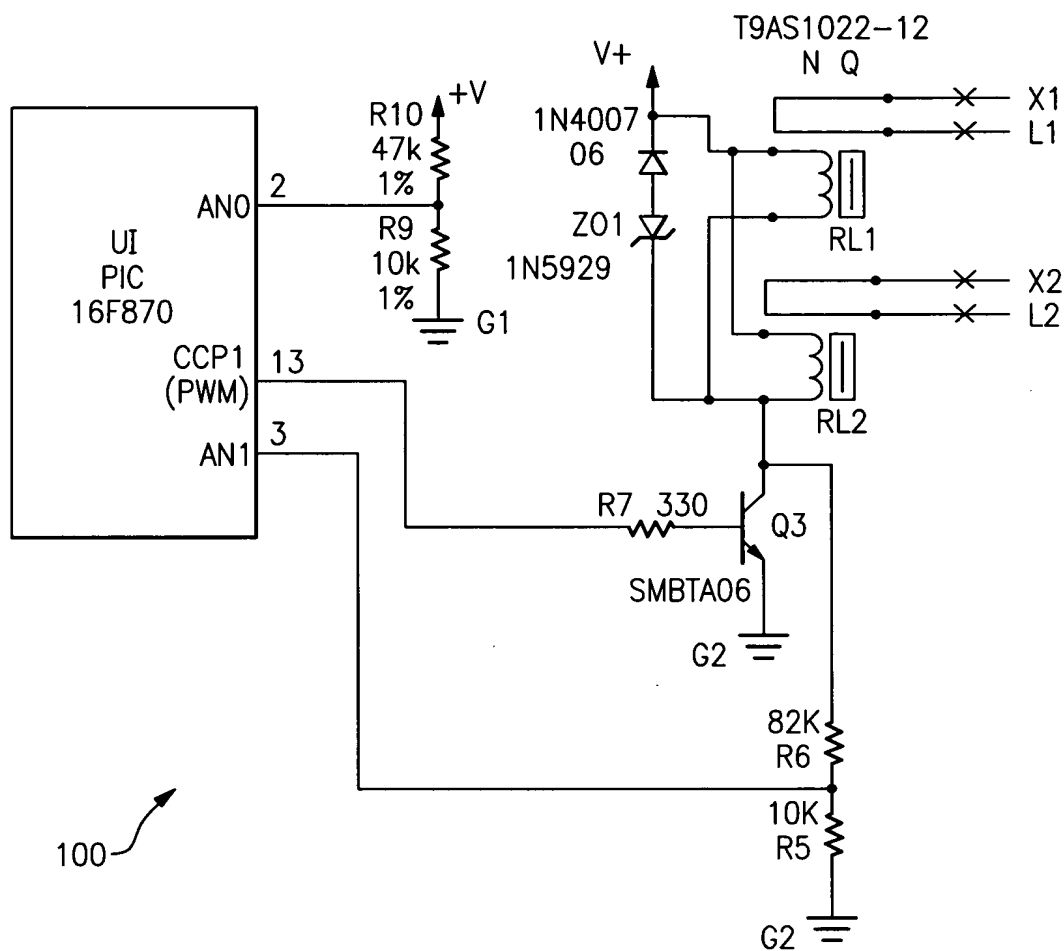 T9AS1022-12
N Q
V+
X1
L1
1N4007
06
RL1
ZO1
1N5929
X2
L2
RL2
R10
47k
1%
+V
2
AN0
R9
10k
1%
G1
UI
PIC
16F870
CCP1
(PWM)
13
AN1
3
R7 330
Q3
SMBTA06
G2
82K
R6
10K
R5
G2
100